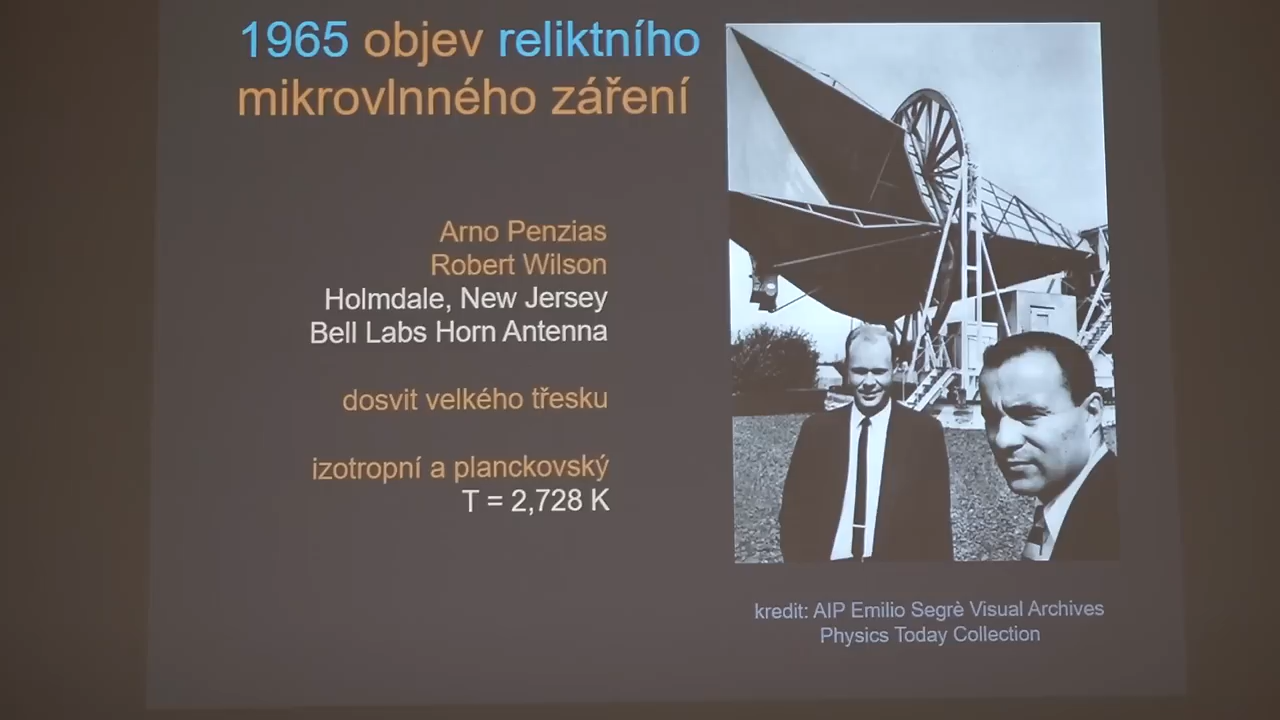 1965 objev reliktního
mikrovlnného záření
Arno Penzias
Robert Wilson
Holmdale, New Jersey
Bell Labs Horn Antenna
dosvit velkého třesku
izotropní a planckovský
T = 2,728 K
kredit: AIP Emilio Segrè Visual Archives
Physics Today Collection